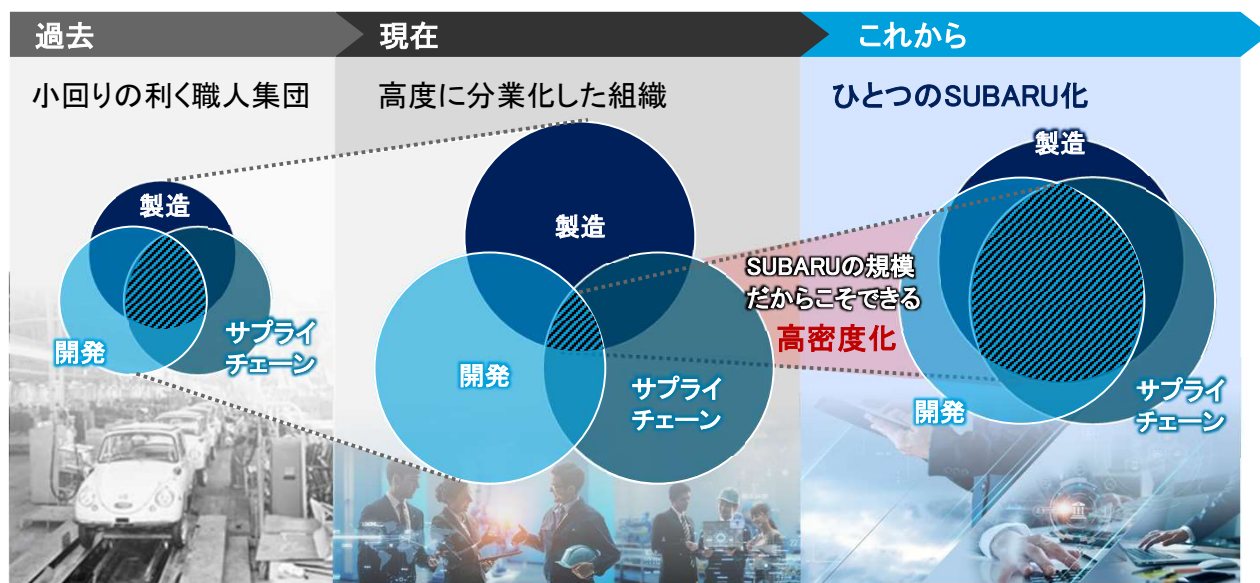 過去
現在
これから
小回りの利く職人集団
高度に分業化した組織
ひとつのSUBARU化
製造
開発
サプライ
チェーン
製造
開発
サプライ
チェーン
SUBARUの規模
だからこそできる
高密度化
製造
開発
サプライ
チェーン